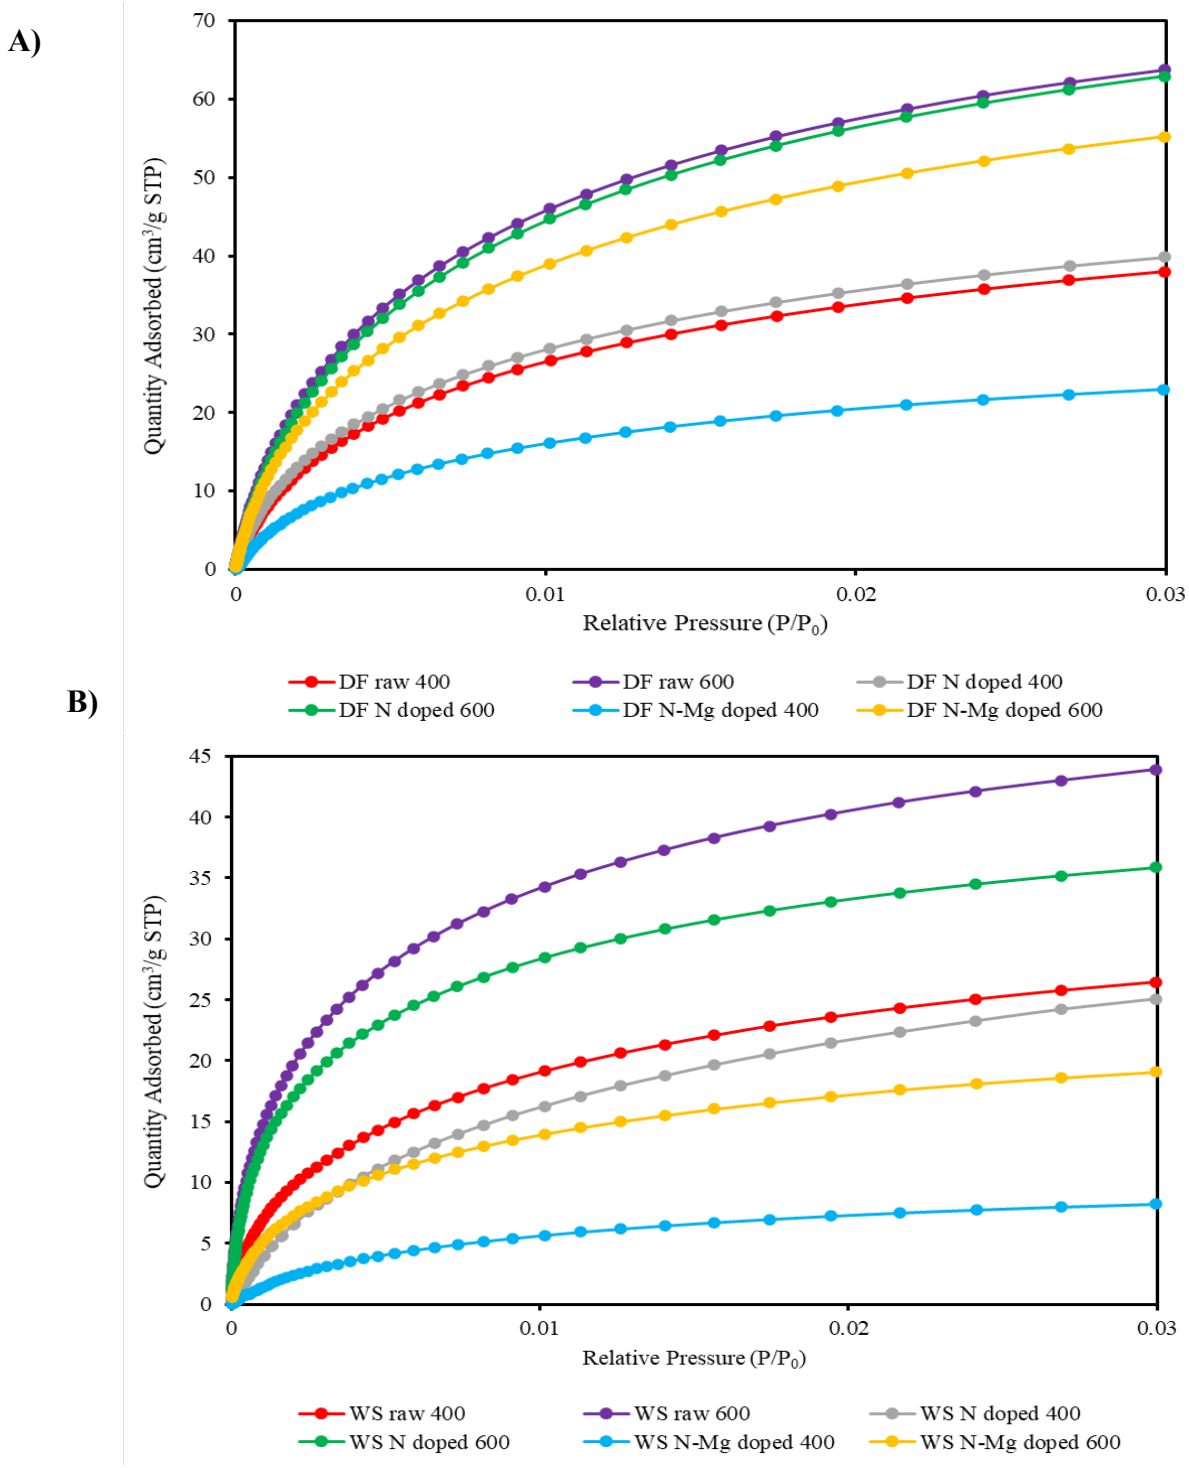 A)
70
60
50
40
30
20
10
0
Quantity Adsorbed (cm³/g STP)
0 0.01 0.02 0.03
Relative Pressure (P/P₀)
DF raw 400 DF raw 600 DF N doped 400
DF N doped 600 DF N-Mg doped 400 DF N-Mg doped 600
B)
45
40
35
30
25
20
15
10
5
0
Quantity Adsorbed (cm³/g STP)
0 0.01 0.02 0.03
Relative Pressure (P/P₀)
WS raw 400 WS raw 600 WS N doped 400
WS N doped 600 WS N-Mg doped 400 WS N-Mg doped 600